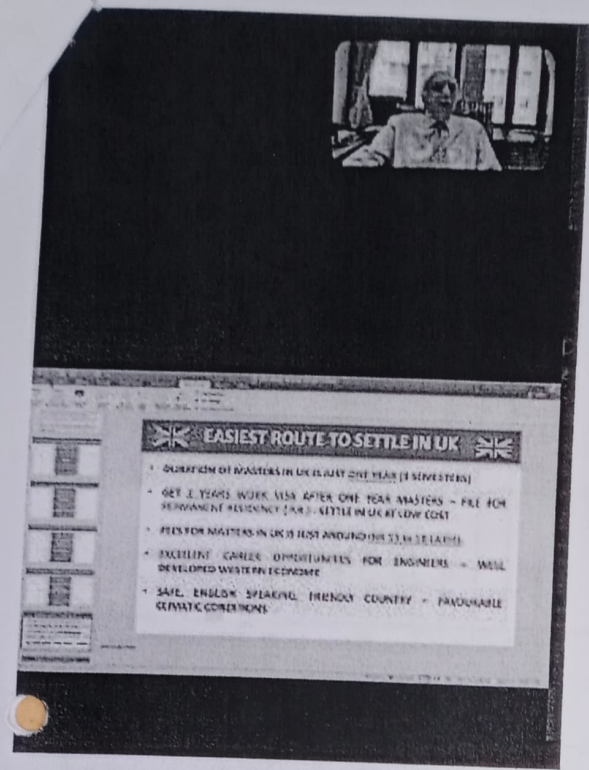 EASIEST ROUTE TO SETTLE IN UK
• DURATION OF MASTERS IN UK IS JUST ONE YEAR (3 SEMESTERS)
• GET 2 YEARS WORK VISA AFTER ONE YEAR MASTERS – FILE FOR
PERMANENT RESIDENCY (P.R.) - SETTLE IN UK AT LOW COST
• FEES FOR MASTERS IN UK IS JUST AROUND
• EXCELLENT CAREER OPPORTUNITIES FOR ENGINEERS – WELL
DEVELOPED WESTERN ECONOMY
• SAFE, ENGLISH SPEAKING, FRIENDLY COUNTRY – FAVOURABLE
CLIMATIC CONDITIONS